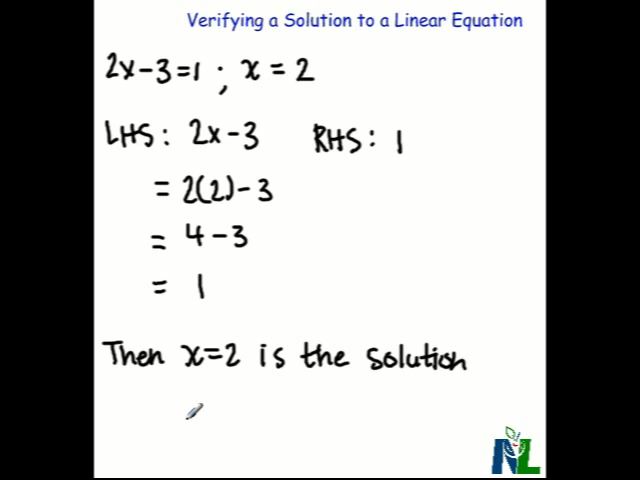 Verifying a Solution to a Linear Equation
2x-3=1 ; x=2
LHS: 2x-3 RHS: 1
= 2(2)-3
= 4-3
= 1
Then x=2 is the solution
NL